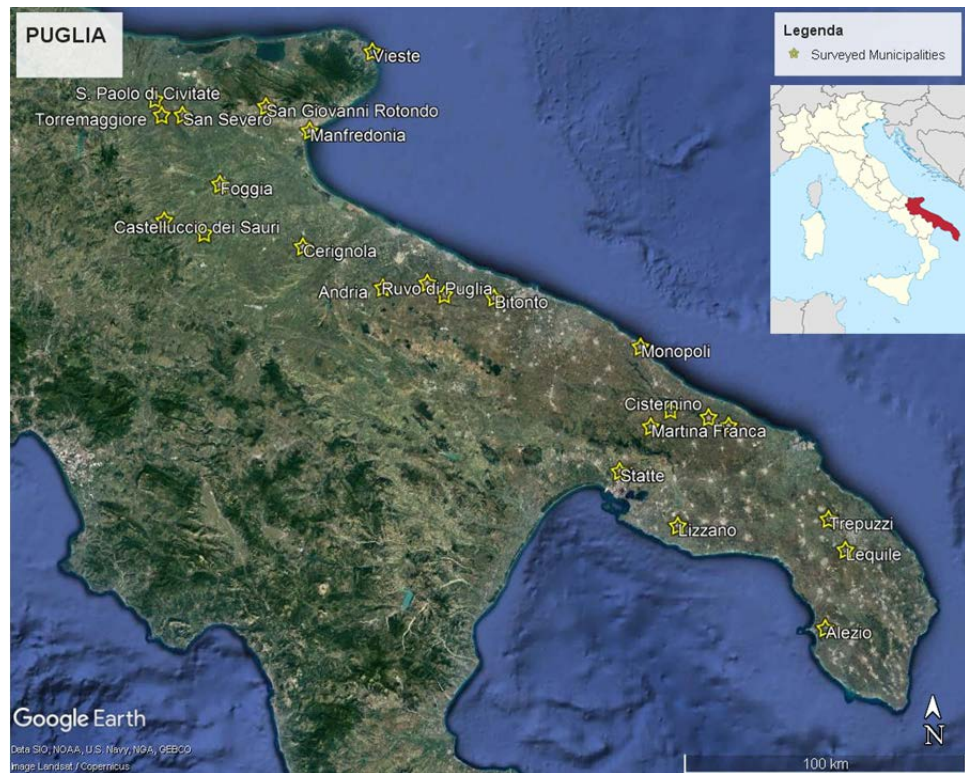 PUGLIA
Legenda
Surveyed Municipalities
Vieste
S. Paolo di Civitate
San Giovanni Rotondo
Torremaggiore
San Severo
Manfredonia
Foggia
Castelluccio dei Sauri
Cerignola
Andria
Ruvo di Puglia
Bitonto
Monopoli
Cisternino
Martina Franca
Statte
Lizzano
Trepuzzi
Lequile
Alezio
N
Google Earth
Data SIO, NOAA, U.S. Navy, NGA, GEBCO
Image Landsat / Copernicus
100 km